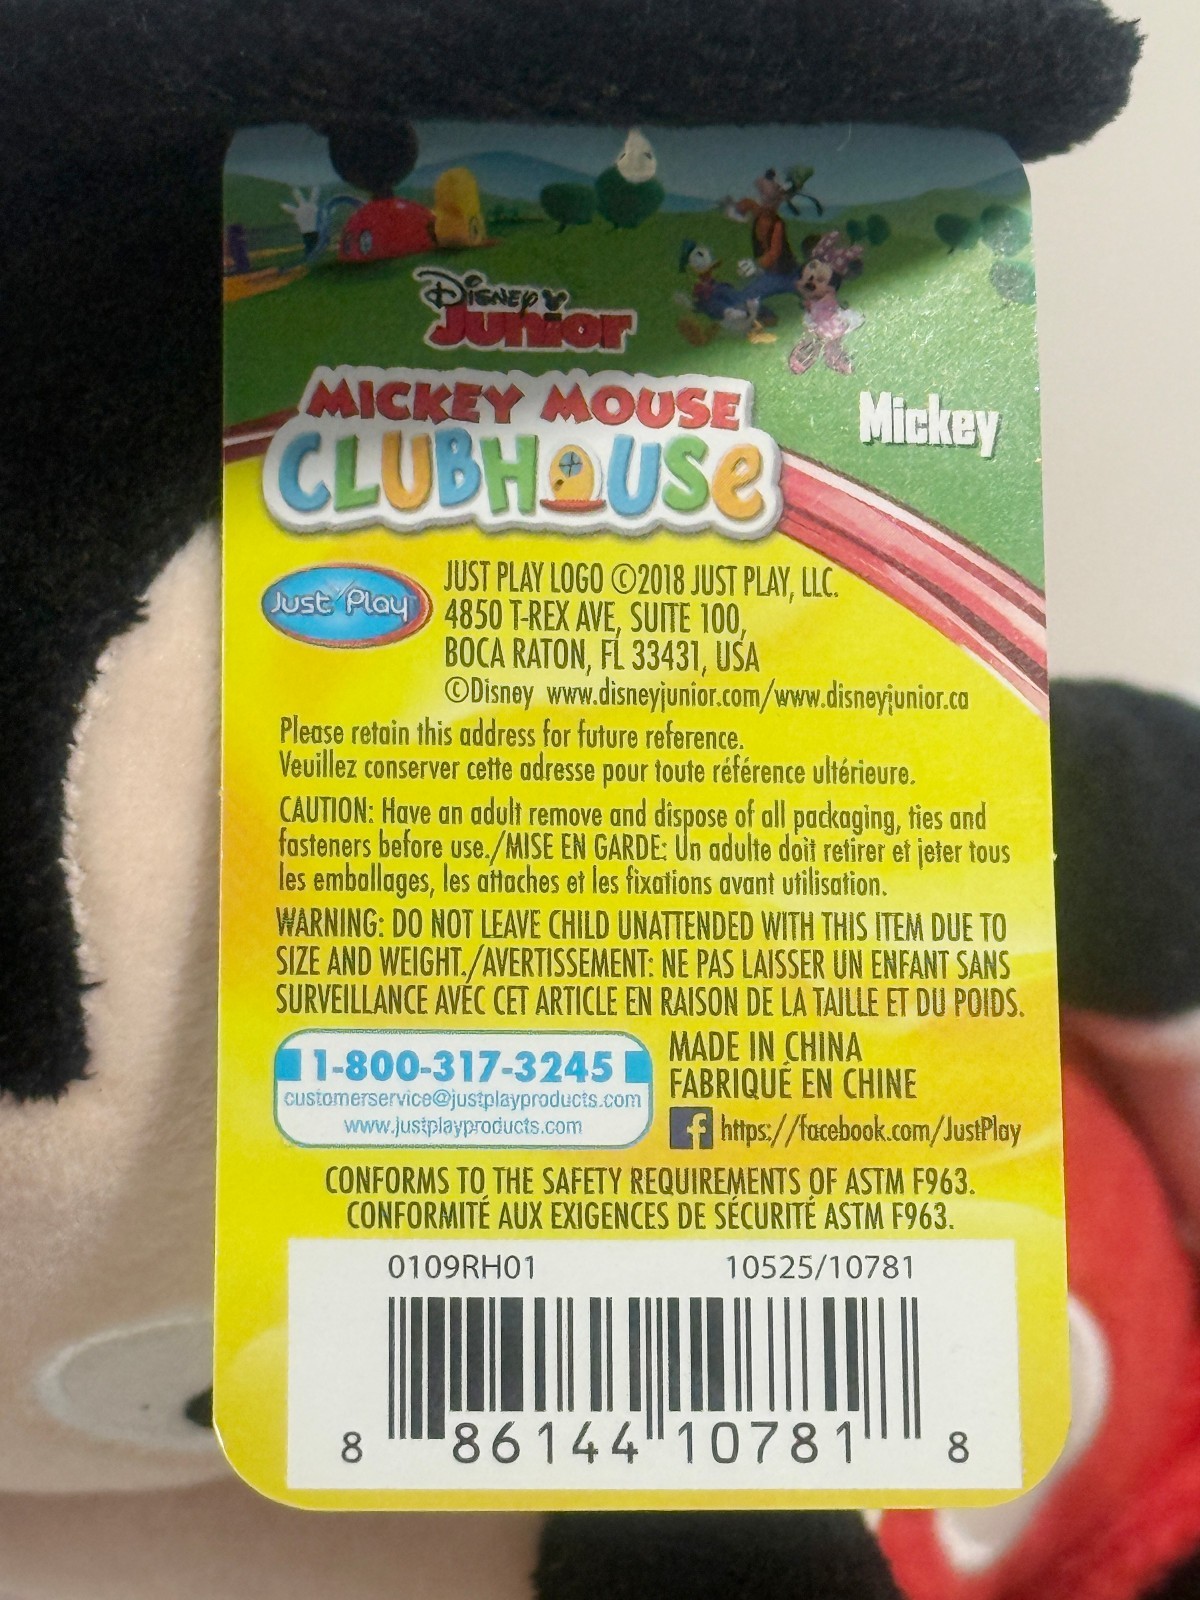 Disney
Junior
MICKEY MOUSE
CLUBHOUSE
Mickey
Just Play
JUST PLAY LOGO ©2018 JUST PLAY, LLC.
4850 T-REX AVE, SUITE 100,
BOCA RATON, FL 33431, USA
©Disney www.disneyjunior.com/www.disneyjunior.ca
Please retain this address for future reference.
Veuillez conserver cette adresse pour toute référence ultérieure.
CAUTION: Have an adult remove and dispose of all packaging, ties and
fasteners before use./MISE EN GARDE: Un adulte doit retirer et jeter tous
les emballages, les attaches et les fixations avant utilisation.
WARNING: DO NOT LEAVE CHILD UNATTENDED WITH THIS ITEM DUE TO
SIZE AND WEIGHT./AVERTISSEMENT: NE PAS LAISSER UN ENFANT SANS
SURVEILLANCE AVEC CET ARTICLE EN RAISON DE LA TAILLE ET DU POIDS.
1-800-317-3245
customerservice@justplayproducts.com
www.justplayproducts.com
MADE IN CHINA
FABRIQUÉ EN CHINE
f https://facebook.com/JustPlay
CONFORMS TO THE SAFETY REQUIREMENTS OF ASTM F963.
CONFORMITÉ AUX EXIGENCES DE SÉCURITÉ ASTM F963.
0109RH01 10525/10781
8 86144 10781 8